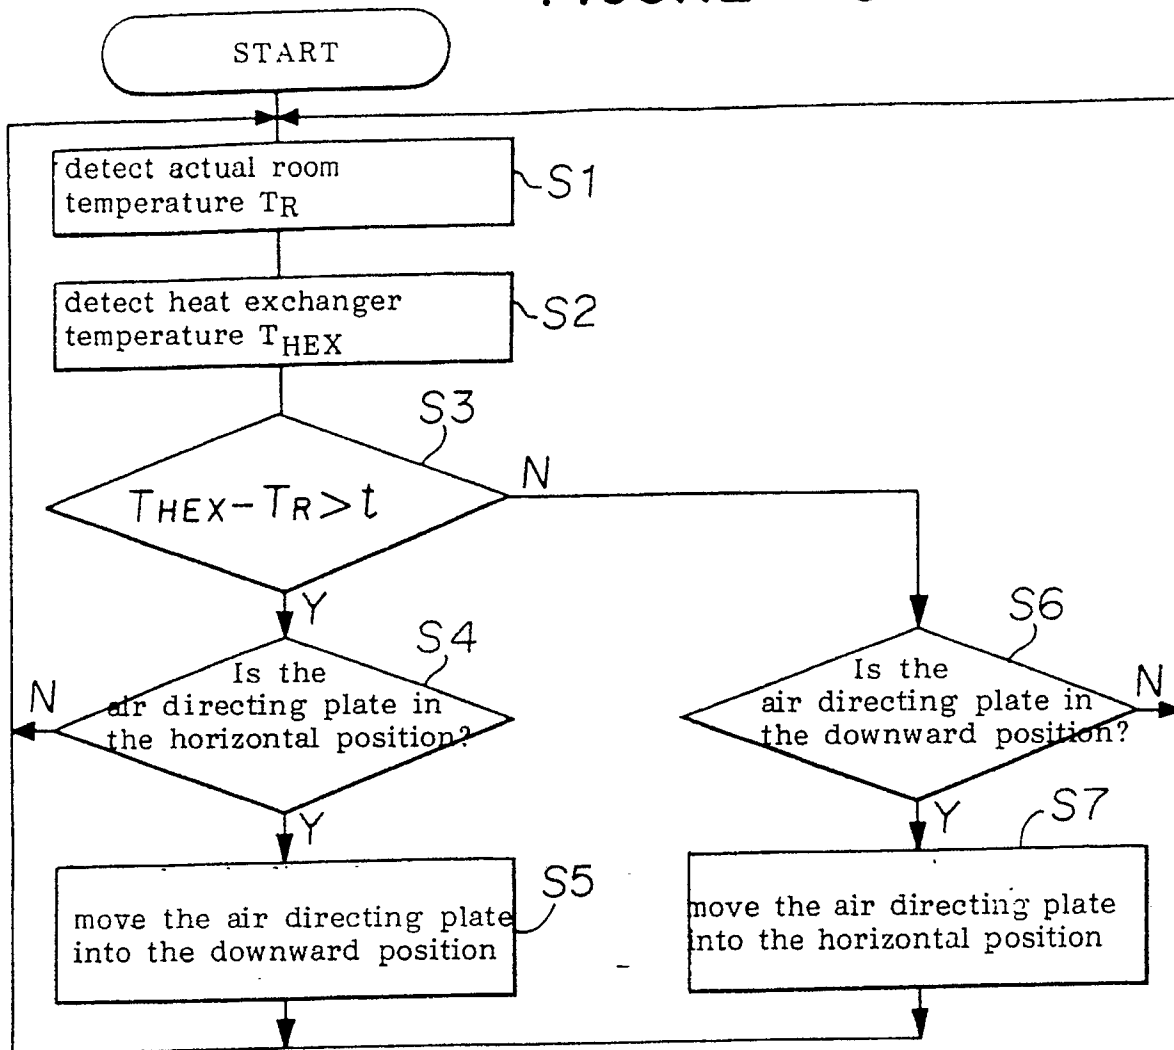 START
detect actual room
temperature TR
S1
detect heat exchanger
temperature THEX
S2
S3
THEX-TR>t
N
Y
S4
Is the
air directing plate in
the horizontal position?
N
Y
S5
move the air directing plate
into the downward position
S6
Is the
air directing plate in
the downward position?
N
Y
S7
move the air directing plate
into the horizontal position